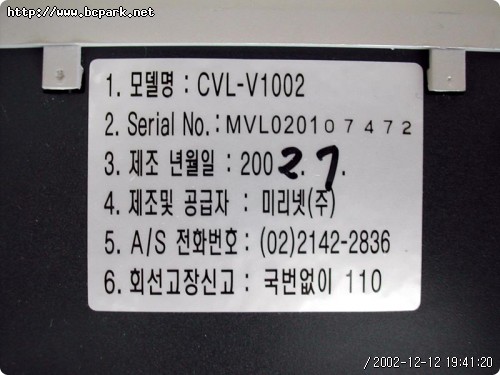 http://www.bcpark.net
1. 모델명 : CVL-V1002
2. Serial No. : MVL020107472
3. 제조 년월일 : 2002.7.
4. 제조및 공급자 : 미리넷(주)
5. A/S 전화번호 : (02)2142-2836
6. 회선고장신고 : 국번없이 110
/ 2002-12-12 19:41:20